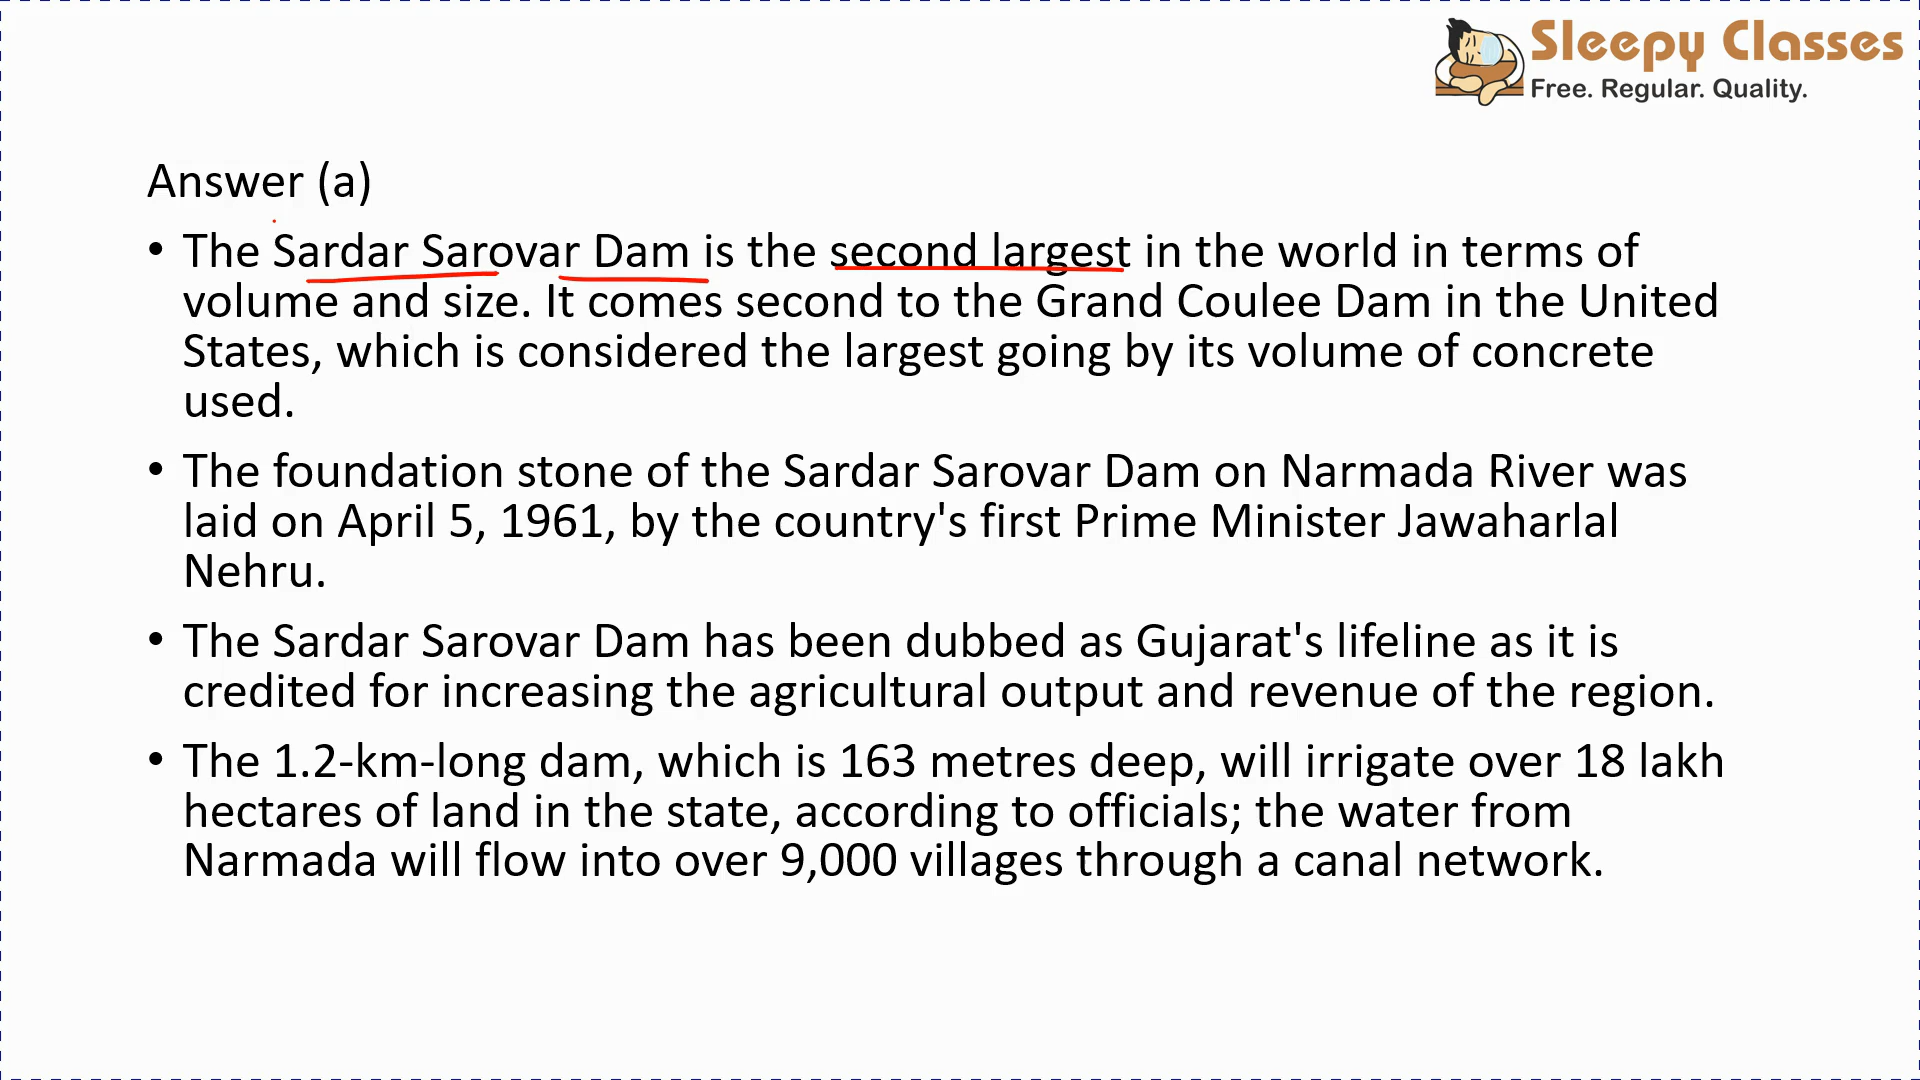 Sleepy Classes
Free. Regular. Quality.
Answer (a)
• The Sardar Sarovar Dam is the second largest in the world in terms of
volume and size. It comes second to the Grand Coulee Dam in the United
States, which is considered the largest going by its volume of concrete
used.
• The foundation stone of the Sardar Sarovar Dam on Narmada River was
laid on April 5, 1961, by the country's first Prime Minister Jawaharlal
Nehru.
• The Sardar Sarovar Dam has been dubbed as Gujarat's lifeline as it is
credited for increasing the agricultural output and revenue of the region.
• The 1.2-km-long dam, which is 163 metres deep, will irrigate over 18 lakh
hectares of land in the state, according to officials; the water from
Narmada will flow into over 9,000 villages through a canal network.